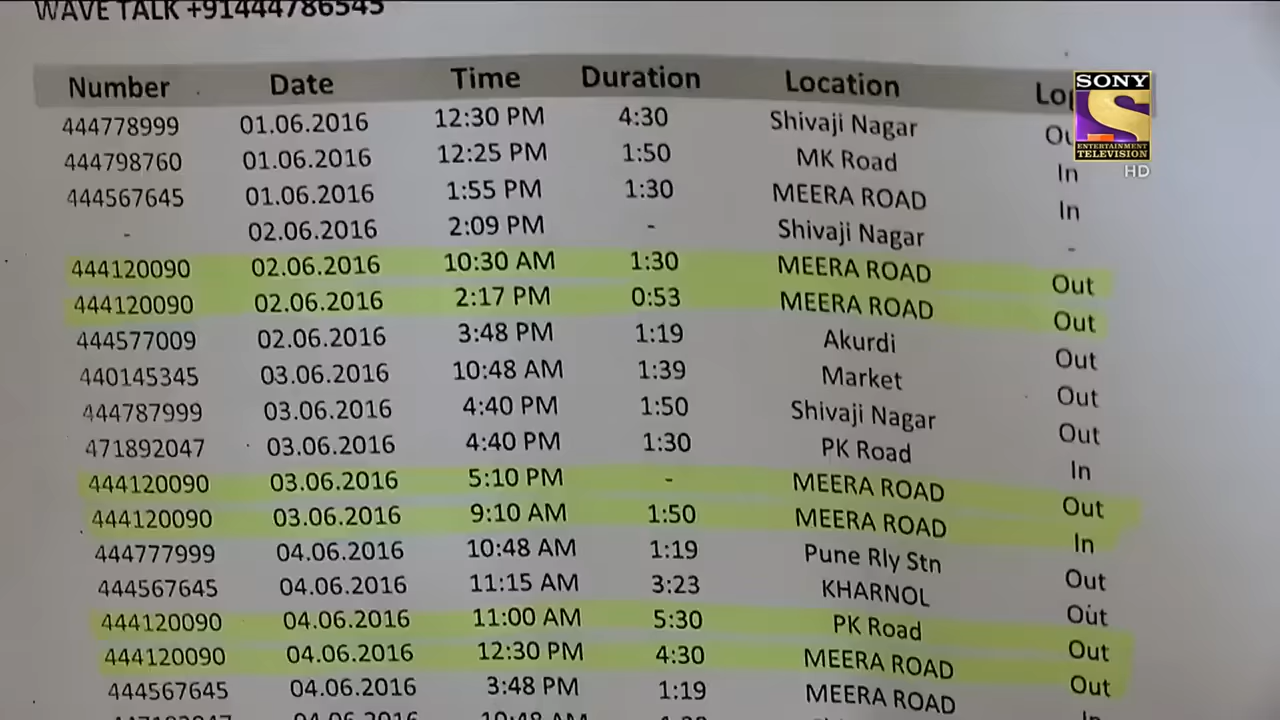 WAVE TALK +91444786545
Number Date Time Duration Location
444778999 01.06.2016 12:30 PM 4:30 Shivaji Nagar
444798760 01.06.2016 12:25 PM 1:50 MK Road In
444567645 01.06.2016 1:55 PM 1:30 MEERA ROAD In
- 02.06.2016 2:09 PM - Shivaji Nagar -
444120090 02.06.2016 10:30 AM 1:30 MEERA ROAD Out
444120090 02.06.2016 2:17 PM 0:53 MEERA ROAD Out
444577009 02.06.2016 3:48 PM 1:19 Akurdi Out
440145345 03.06.2016 10:48 AM 1:39 Market Out
444787999 03.06.2016 4:40 PM 1:50 Shivaji Nagar Out
471892047 03.06.2016 4:40 PM 1:30 PK Road In
444120090 03.06.2016 5:10 PM - MEERA ROAD Out
444120090 03.06.2016 9:10 AM 1:50 MEERA ROAD In
444777999 04.06.2016 10:48 AM 1:19 Pune Rly Stn Out
444567645 04.06.2016 11:15 AM 3:23 KHARNOL Out
444120090 04.06.2016 11:00 AM 5:30 PK Road Out
444120090 04.06.2016 12:30 PM 4:30 MEERA ROAD Out
444567645 04.06.2016 3:48 PM 1:19 MEERA ROAD In
04.06.2016 10:48 AM
SONY
ENTERTAINMENT
TELEVISION
HD